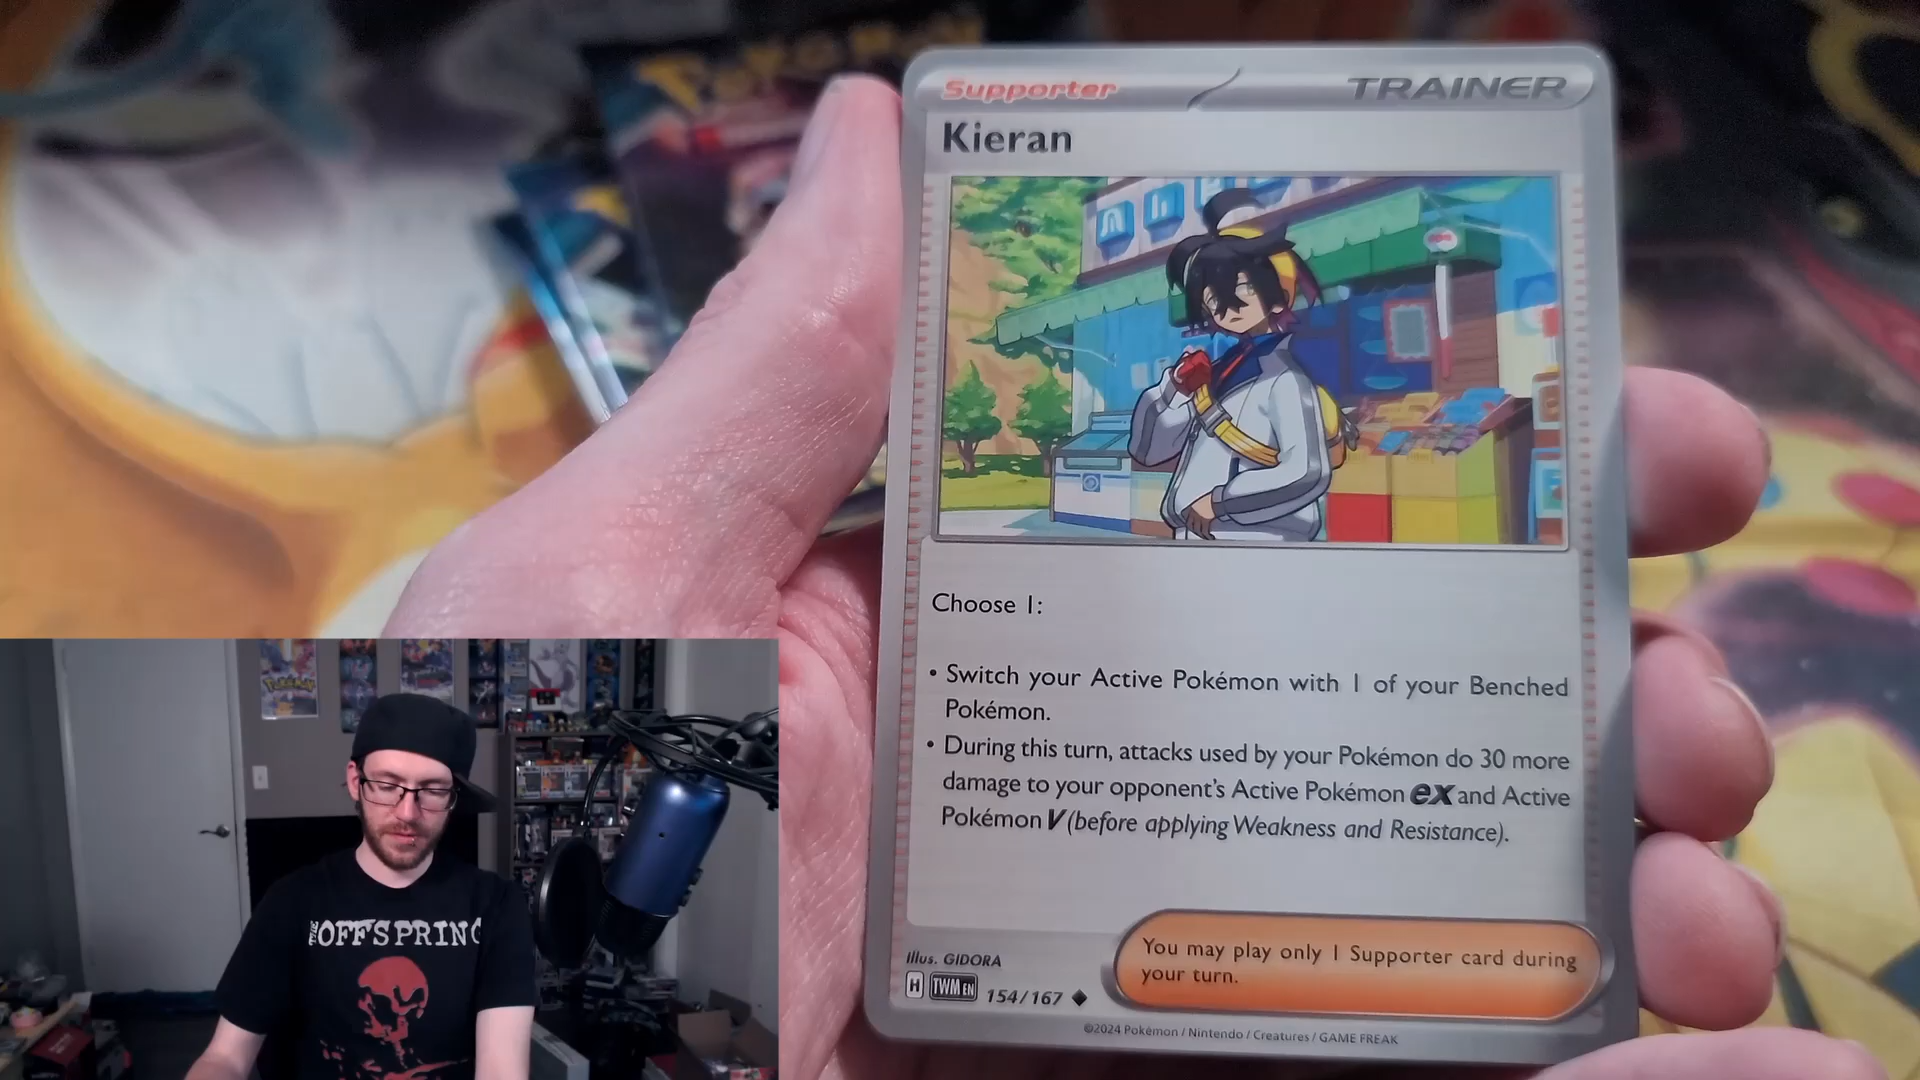 POKéMON
Supporter
TRAINER
Kieran
Choose 1:
• Switch your Active Pokémon with 1 of your Benched
Pokémon.
• During this turn, attacks used by your Pokémon do 30 more
damage to your opponent's Active Pokémon ex and Active
Pokémon V (before applying Weakness and Resistance).
You may play only 1 Supporter card during
your turn.
Illus. GIDORA
H TWM EN 154/167
©2024 Pokémon / Nintendo / Creatures / GAME FREAK
POKéMON
THE OFFSPRING